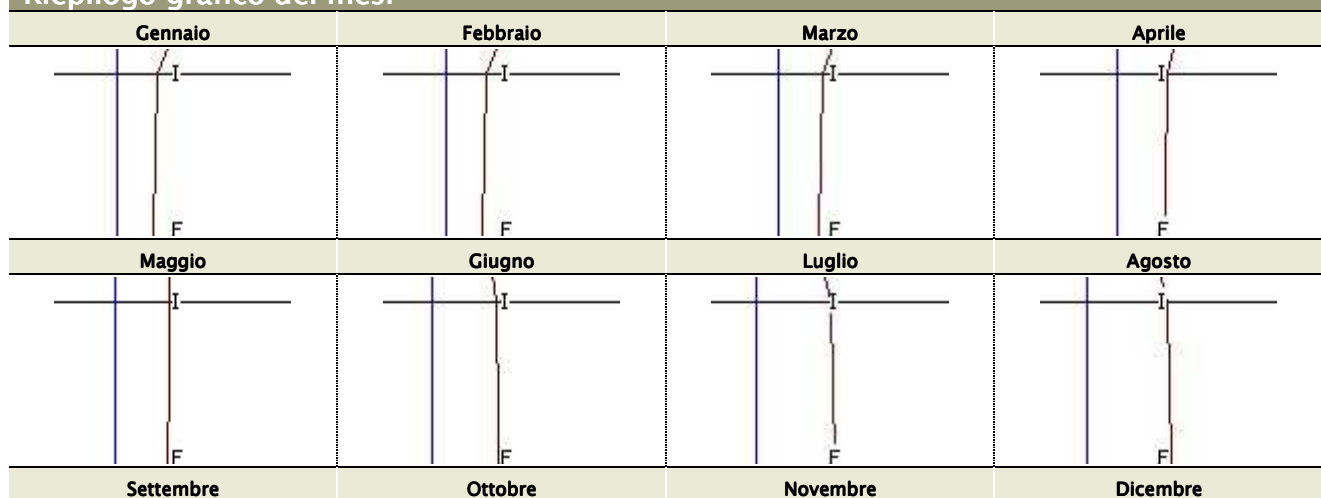 Riepilogo grafico dei mesi
Gennaio Febbraio Marzo Aprile
I I I I
F F F F
Maggio Giugno Luglio Agosto
I I I I
F F F F
Settembre Ottobre Novembre Dicembre